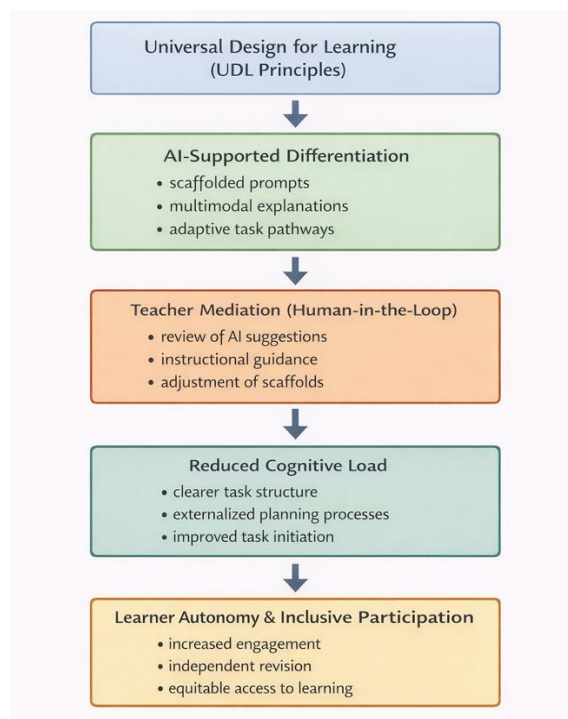 Universal Design for Learning
(UDL Principles)
AI-Supported Differentiation
• scaffolded prompts
• multimodal explanations
• adaptive task pathways
Teacher Mediation (Human-in-the-Loop)
• review of AI suggestions
• instructional guidance
• adjustment of scaffolds
Reduced Cognitive Load
• clearer task structure
• externalized planning processes
• improved task initiation
Learner Autonomy & Inclusive Participation
• increased engagement
• independent revision
• equitable access to learning